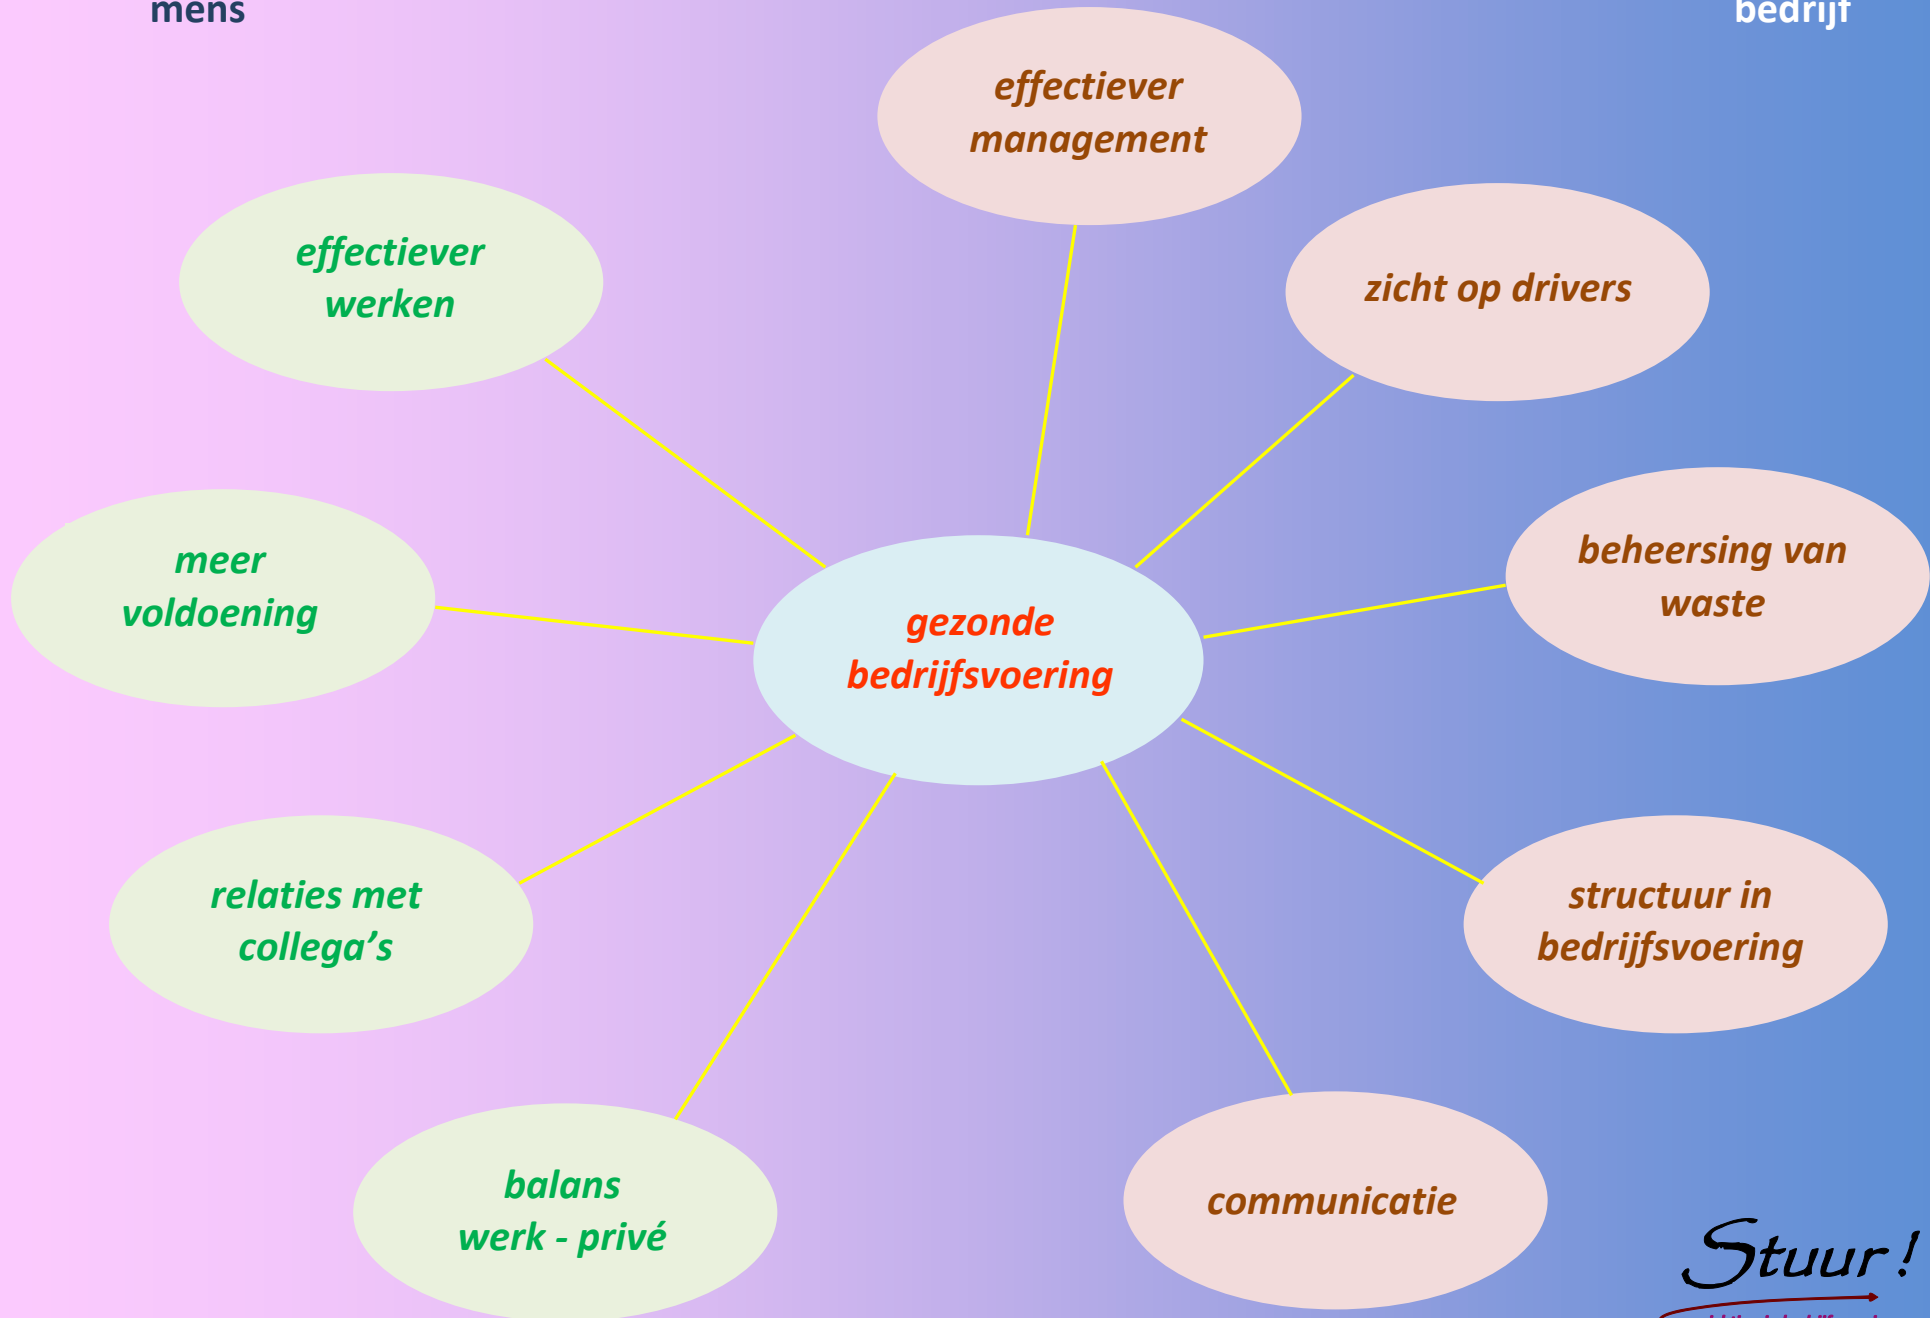 mens
bedrijf
effectiever
management
effectiever
werken
zicht op drivers
meer
voldoening
beheersing van
waste
gezonde
bedrijfsvoering
relaties met
collega’s
structuur in
bedrijfsvoering
balans
werk - privé
communicatie
Stuur!